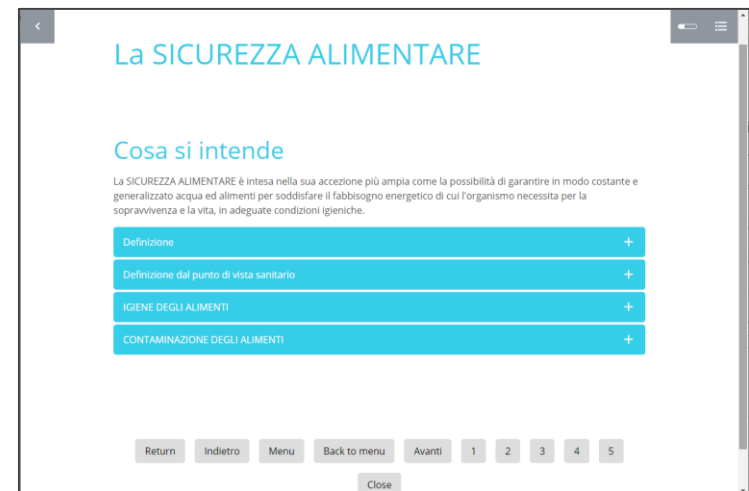 La SICUREZZA ALIMENTARE
Cosa si intende
La SICUREZZA ALIMENTARE è intesa nella sua accezione più ampia come la possibilità di garantire in modo costante e
generalizzato acqua ed alimenti per soddisfare il fabbisogno energetico di cui l'organismo necessita per la
sopravvivenza e la vita, in adeguate condizioni igieniche.
Definizione
Definizione dal punto di vista sanitario
IGIENE DEGLI ALIMENTI
CONTAMINAZIONE DEGLI ALIMENTI
Return Indietro Menu Back to menu Avanti 1 2 3 4 5
Close